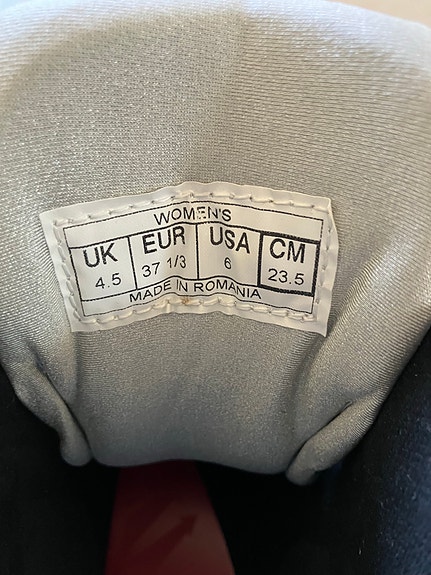 WOMEN'S
UK EUR USA CM
4.5 37 1/3 6 23.5
MADE IN ROMANIA